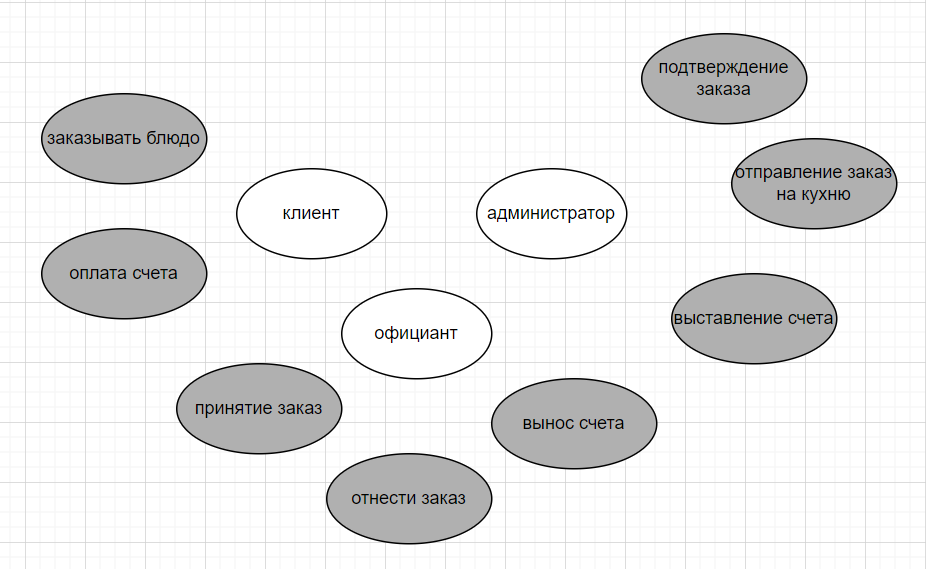 подтверждение
заказа
заказывать блюдо
отправление заказ
на кухню
клиент
администратор
оплата счета
выставление счета
официант
принятие заказ
вынос счета
отнести заказ